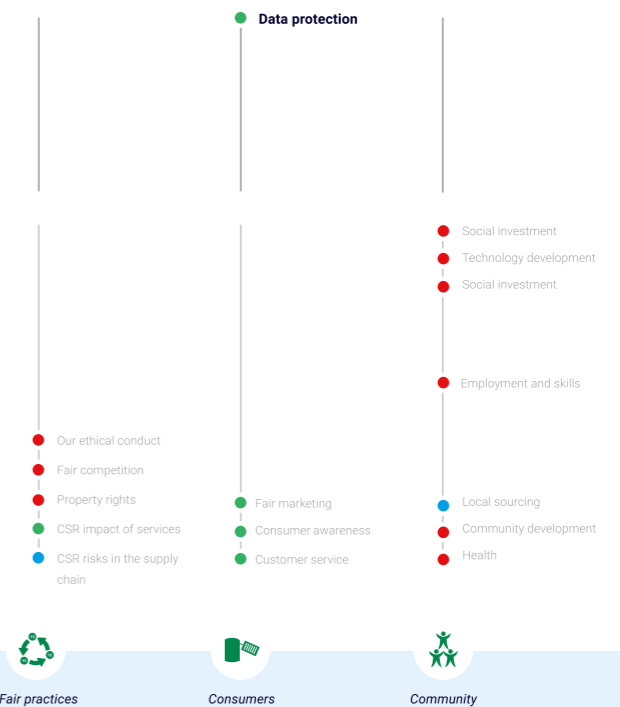 Data protection
Social investment
Technology development
Social investment
Employment and skills
Our ethical conduct
Fair competition
Property rights
CSR impact of services
CSR risks in the supply
chain
Fair marketing
Consumer awareness
Customer service
Local sourcing
Community development
Health
Fair practices
Consumers
Community